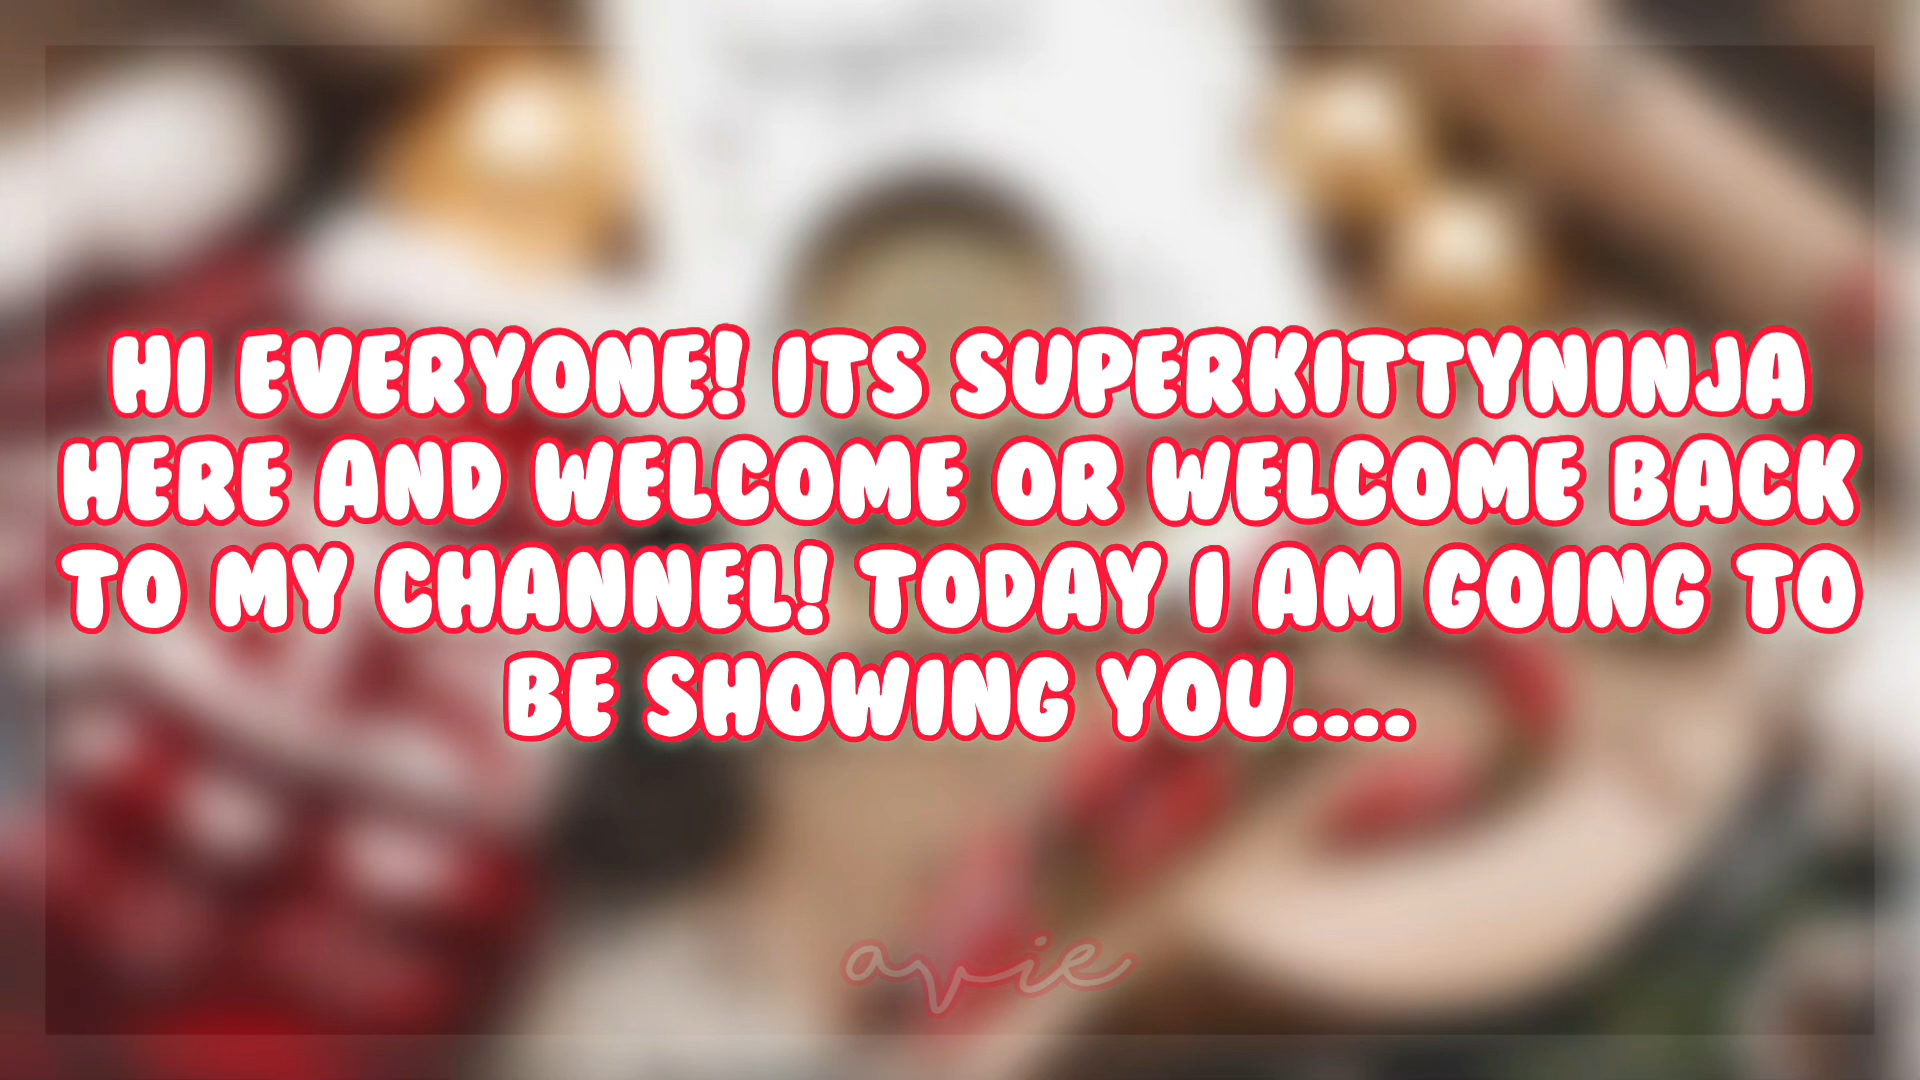 HI EVERYONE! ITS SUPERKITTYNINJA
HERE AND WELCOME OR WELCOME BACK
TO MY CHANNEL! TODAY I AM GOING TO
BE SHOWING YOU....
avie